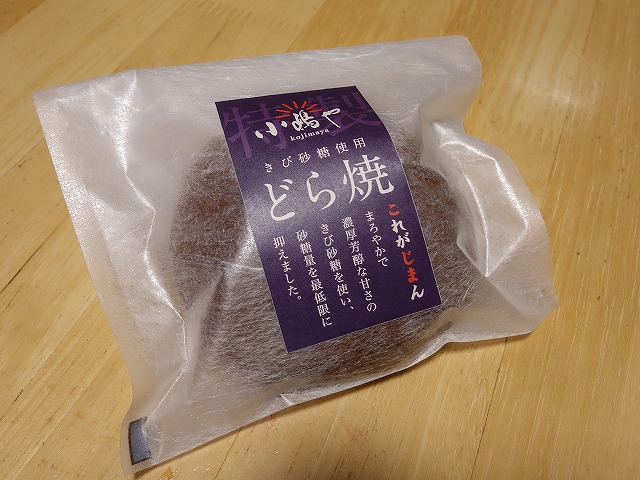 特製
小嶋や
kojimaya
きび砂糖使用
どら焼
これがじまん
まろやかで
濃厚芳醇な甘さの
きび砂糖を使い、
砂糖量を最低限に
抑えました。